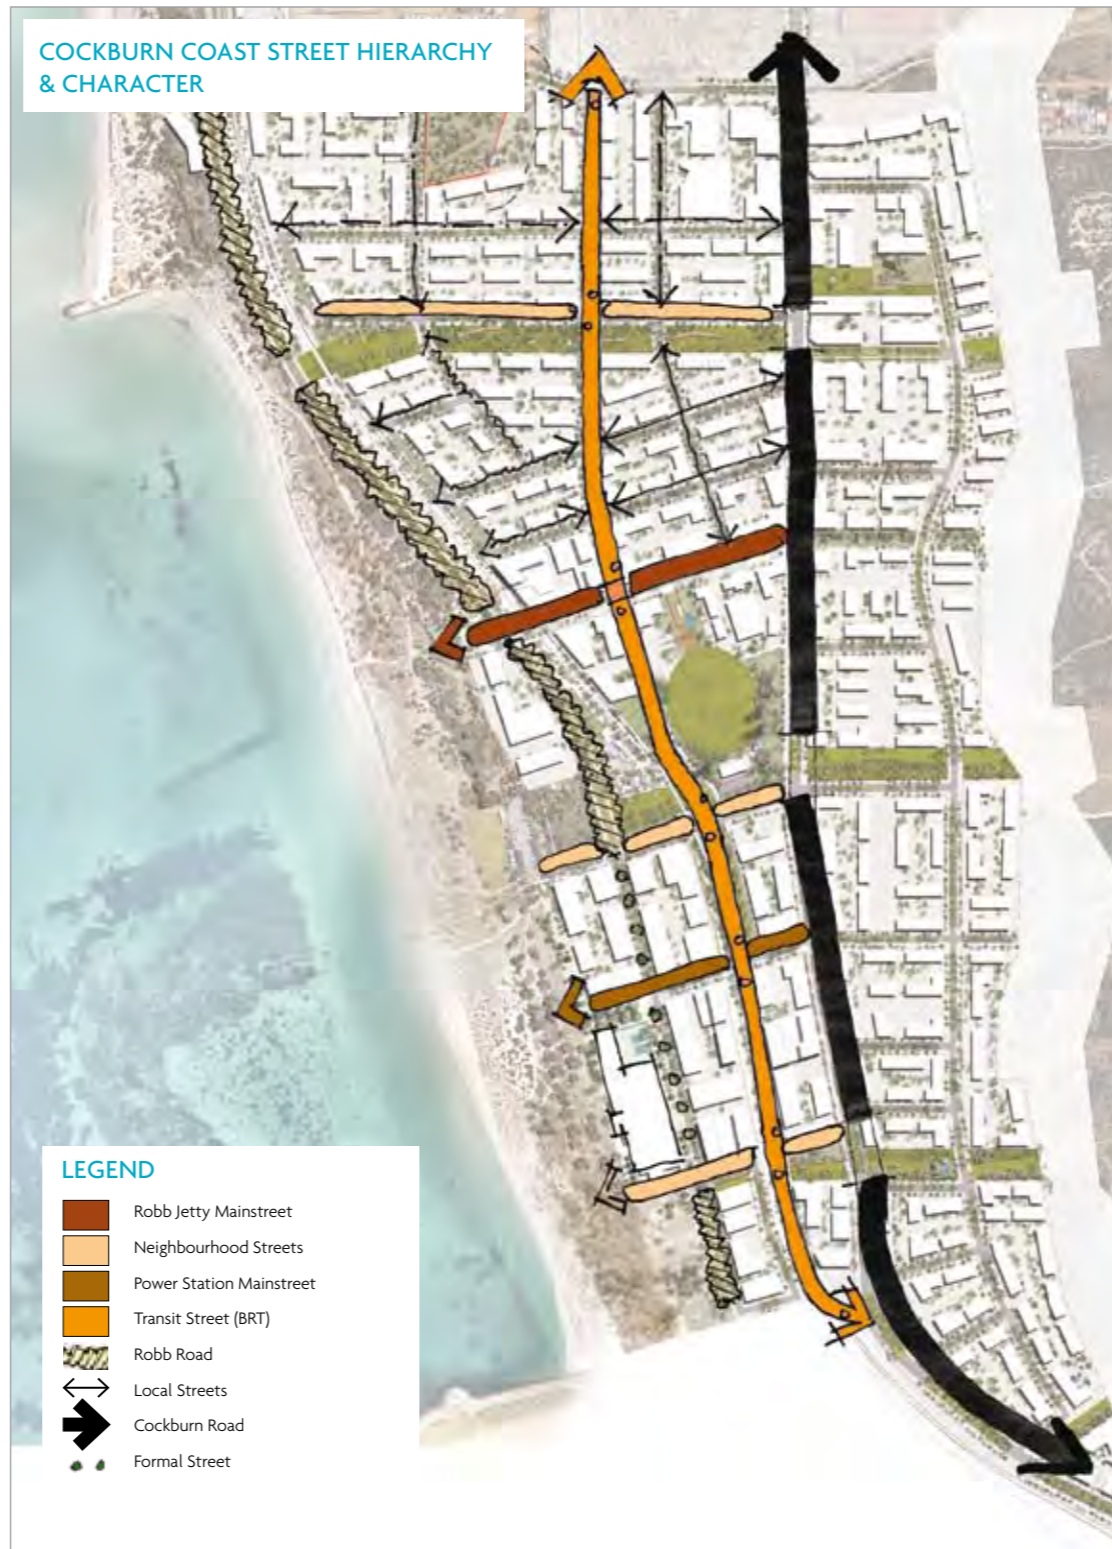 COCKBURN COAST STREET HIERARCHY
& CHARACTER
LEGEND
Robb Jetty Mainstreet
Neighbourhood Streets
Power Station Mainstreet
Transit Street (BRT)
Robb Road
Local Streets
Cockburn Road
Formal Street